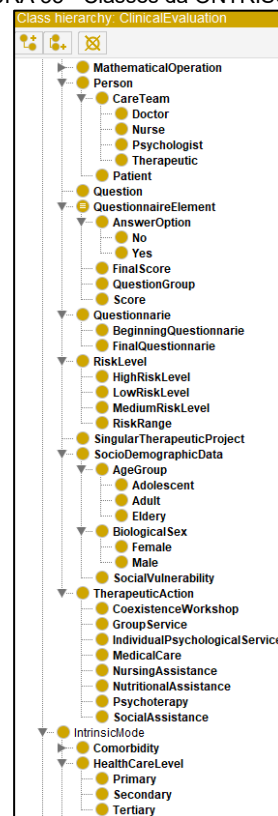 Class hierarchy: ClinicalEvaluation
MathematicalOperation
Person
CareTeam
Doctor
Nurse
Psychologist
Therapeutic
Patient
Question
QuestionnaireElement
AnswerOption
No
Yes
FinalScore
QuestionGroup
Score
Questionnarie
BeginningQuestionnarie
FinalQuestionnarie
RiskLevel
HighRiskLevel
LowRiskLevel
MediumRiskLevel
RiskRange
SingularTherapeuticProject
SocioDemographicData
AgeGroup
Adolescent
Adult
Eldery
BiologicalSex
Female
Male
SocialVulnerability
TherapeuticAction
CoexistenceWorkshop
GroupService
IndividualPsychologicalService
MedicalCare
NursingAssistance
NutritionalAssistance
Psychoterapy
SocialAssistance
IntrinsicMode
Comorbidity
HealthCareLevel
Primary
Secondary
Tertiary